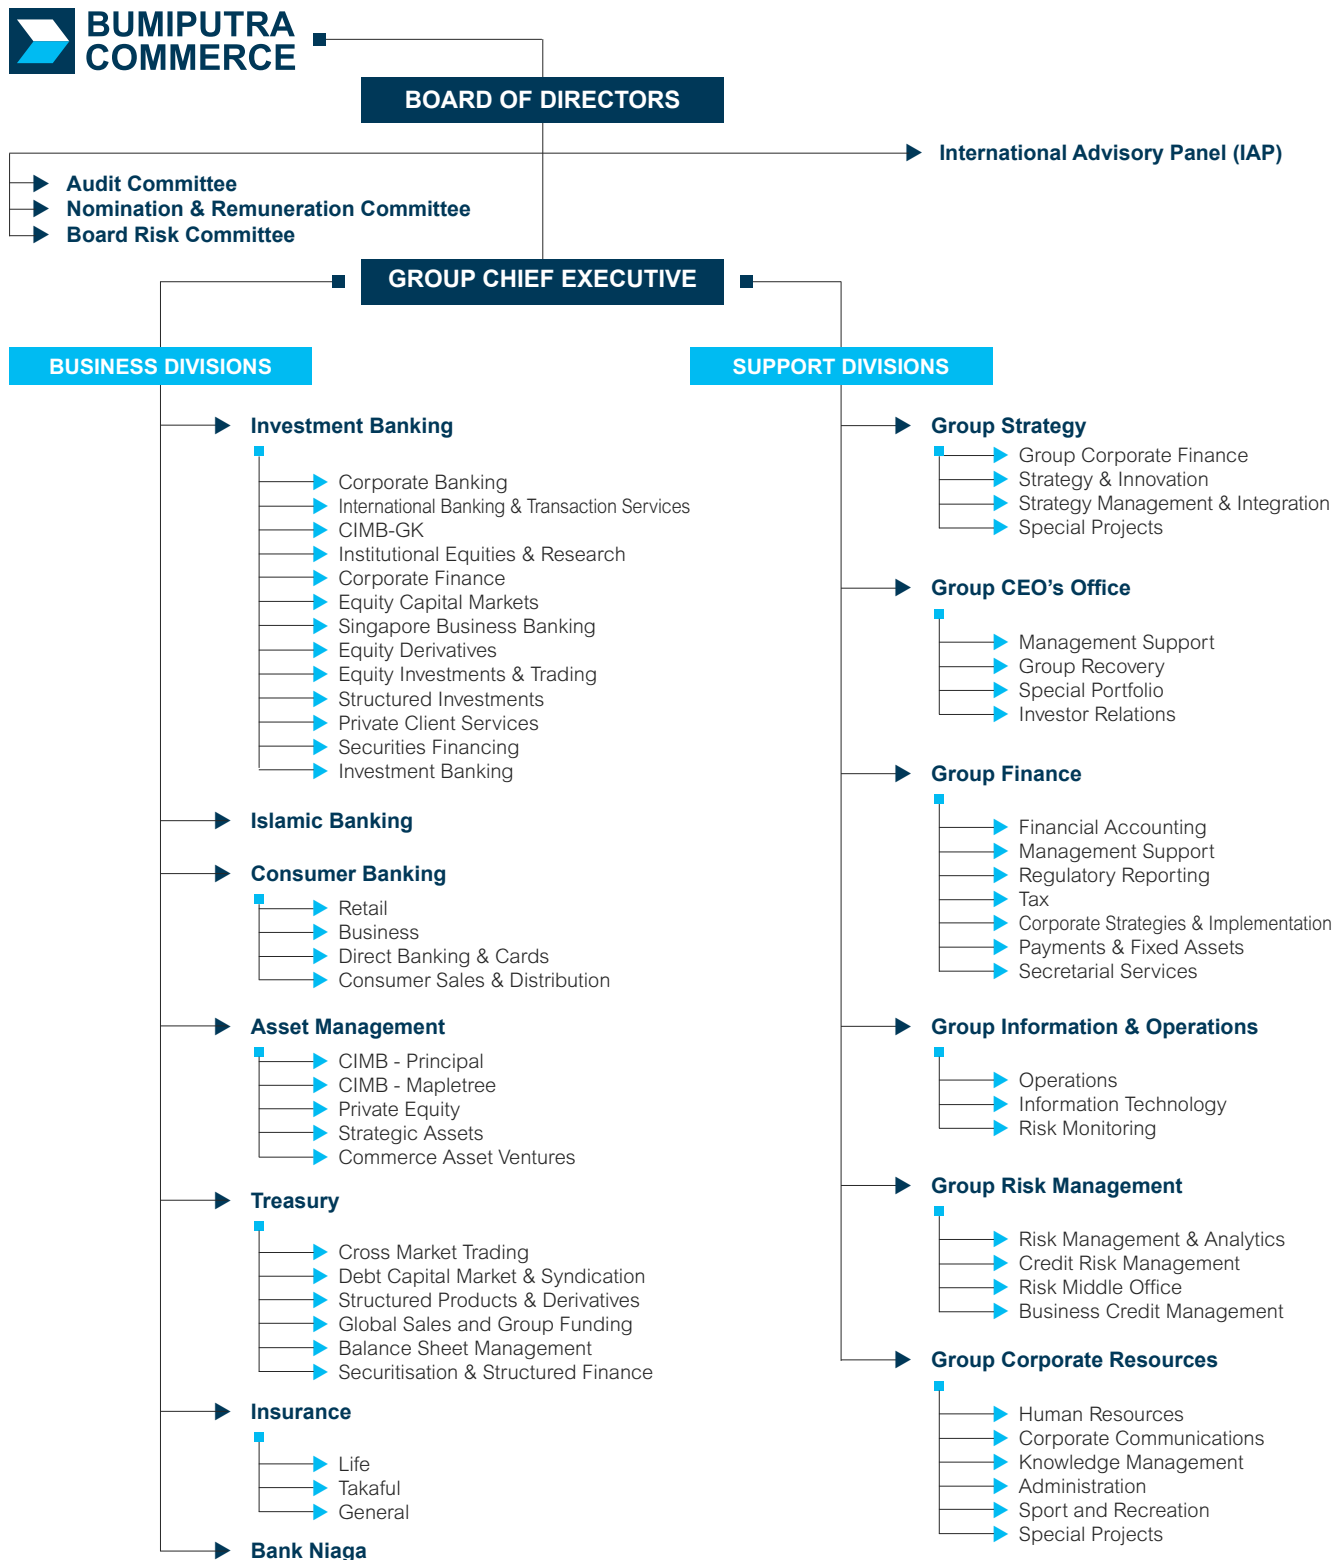 BUMIPUTRA
COMMERCE
BOARD OF DIRECTORS
International Advisory Panel (IAP)
Audit Committee
Nomination & Remuneration Committee
Board Risk Committee
GROUP CHIEF EXECUTIVE
BUSINESS DIVISIONS
Investment Banking
Corporate Banking
International Banking & Transaction Services
CIMB-GK
Institutional Equities & Research
Corporate Finance
Equity Capital Markets
Singapore Business Banking
Equity Derivatives
Equity Investments & Trading
Structured Investments
Private Client Services
Securities Financing
Investment Banking
Islamic Banking
Consumer Banking
Retail
Business
Direct Banking & Cards
Consumer Sales & Distribution
Asset Management
CIMB - Principal
CIMB - Mapletree
Private Equity
Strategic Assets
Commerce Asset Ventures
Treasury
Cross Market Trading
Debt Capital Market & Syndication
Structured Products & Derivatives
Global Sales and Group Funding
Balance Sheet Management
Securitisation & Structured Finance
Insurance
Life
Takaful
General
Bank Niaga
SUPPORT DIVISIONS
Group Strategy
Group Corporate Finance
Strategy & Innovation
Strategy Management & Integration
Special Projects
Group CEO's Office
Management Support
Group Recovery
Special Portfolio
Investor Relations
Group Finance
Financial Accounting
Management Support
Regulatory Reporting
Tax
Corporate Strategies & Implementation
Payments & Fixed Assets
Secretarial Services
Group Information & Operations
Operations
Information Technology
Risk Monitoring
Group Risk Management
Risk Management & Analytics
Credit Risk Management
Risk Middle Office
Business Credit Management
Group Corporate Resources
Human Resources
Corporate Communications
Knowledge Management
Administration
Sport and Recreation
Special Projects